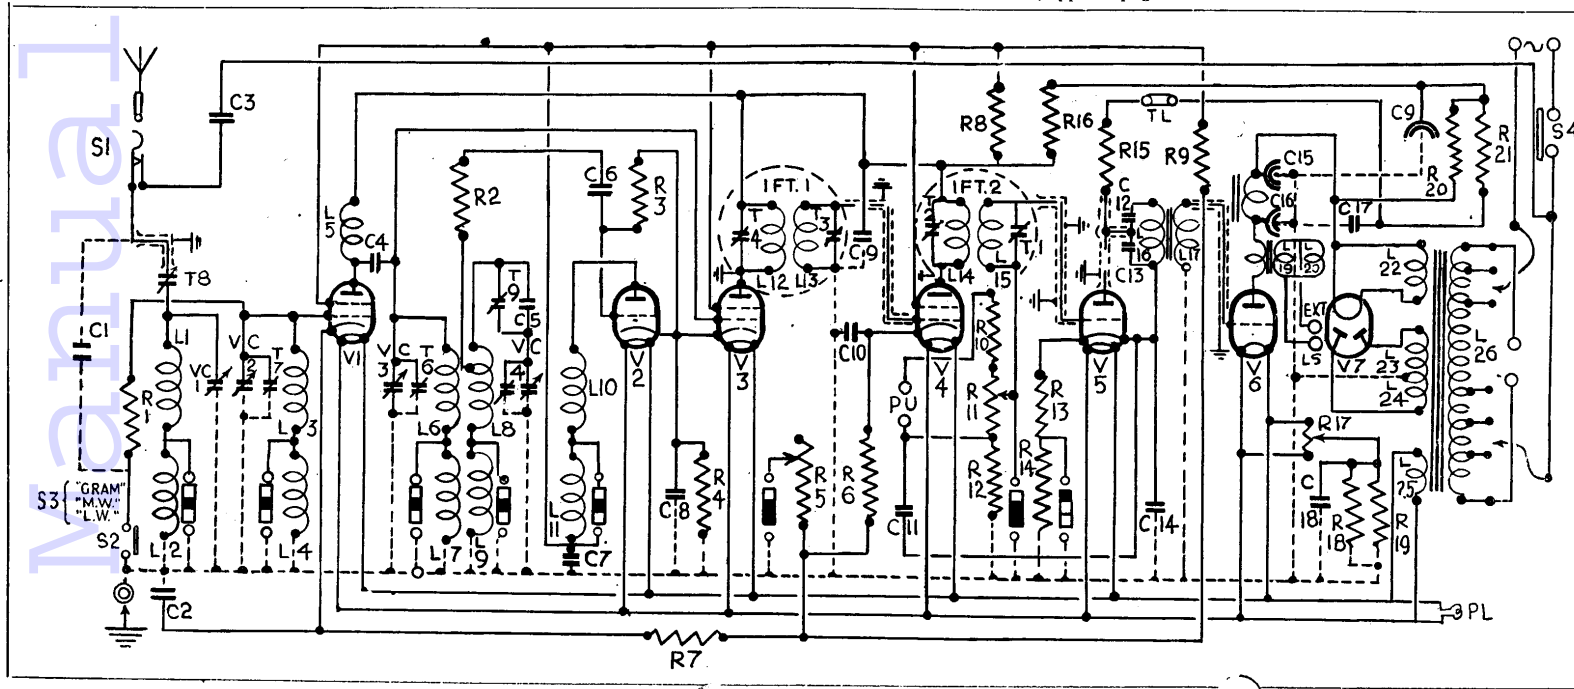 Manual
S1
C3
C1
T8
R1
L1
VC1
VC2
T7
L3
L2
L4
S3 { "GRAM" "M.W." "L.W."
S2
C2
L5
C4
V1
VC3
T6
L6
L7
R2
T9
C5
VC4
L8
L9
C6
R3
L10
L11
C7
V2
C8
R4
V3
IFT.1
T4
T3
L12
L13
C9
C10
R5
R6
R7
R8
R16
IFT.2
T2
T1
L14
L15
V4
PU
C11
R10
R11
R12
R13
R14
TL
R15
R9
C12
C13
L16
L17
V5
C14
C15
C16
C17
C9
R20
R21
S4
L19
L20
EXT
LS
V6
V7
L22
L23
L24
L25
L26
R17
C18
R18
R19
PL